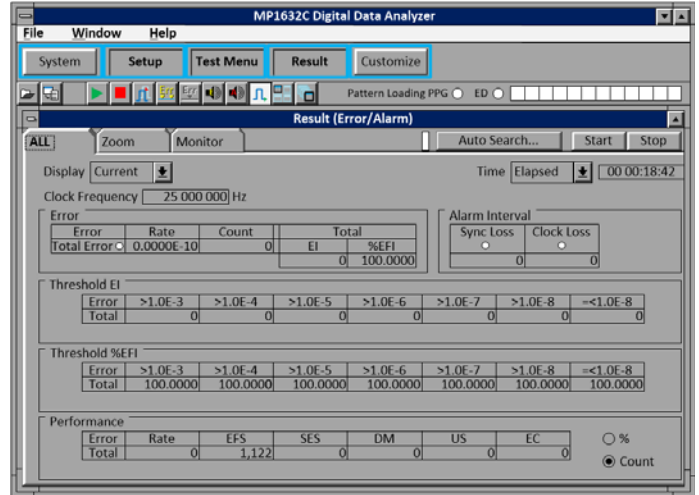 MP1632C Digital Data Analyzer
File Window Help
System Setup Test Menu Result Customize
Pattern Loading PPG ED
Result (Error/Alarm)
ALL Zoom Monitor Auto Search... Start Stop
Display Current Time Elapsed 00 00:18:42
Clock Frequency 25 000 000 Hz
Error Alarm Interval
Error Rate Count Total Sync Loss Clock Loss
Total Error 0.0000E-10 0 EI %EFI
0 100.0000 0 0
Threshold EI
Error >1.0E-3 >1.0E-4 >1.0E-5 >1.0E-6 >1.0E-7 >1.0E-8 =<1.0E-8
Total 0 0 0 0 0 0 0
Threshold %EFI
Error >1.0E-3 >1.0E-4 >1.0E-5 >1.0E-6 >1.0E-7 >1.0E-8 =<1.0E-8
Total 100.0000 100.0000 100.0000 100.0000 100.0000 100.0000 100.0000
Performance
Error Rate EFS SES DM US EC %
Total 0 1,122 0 0 0 0
Count